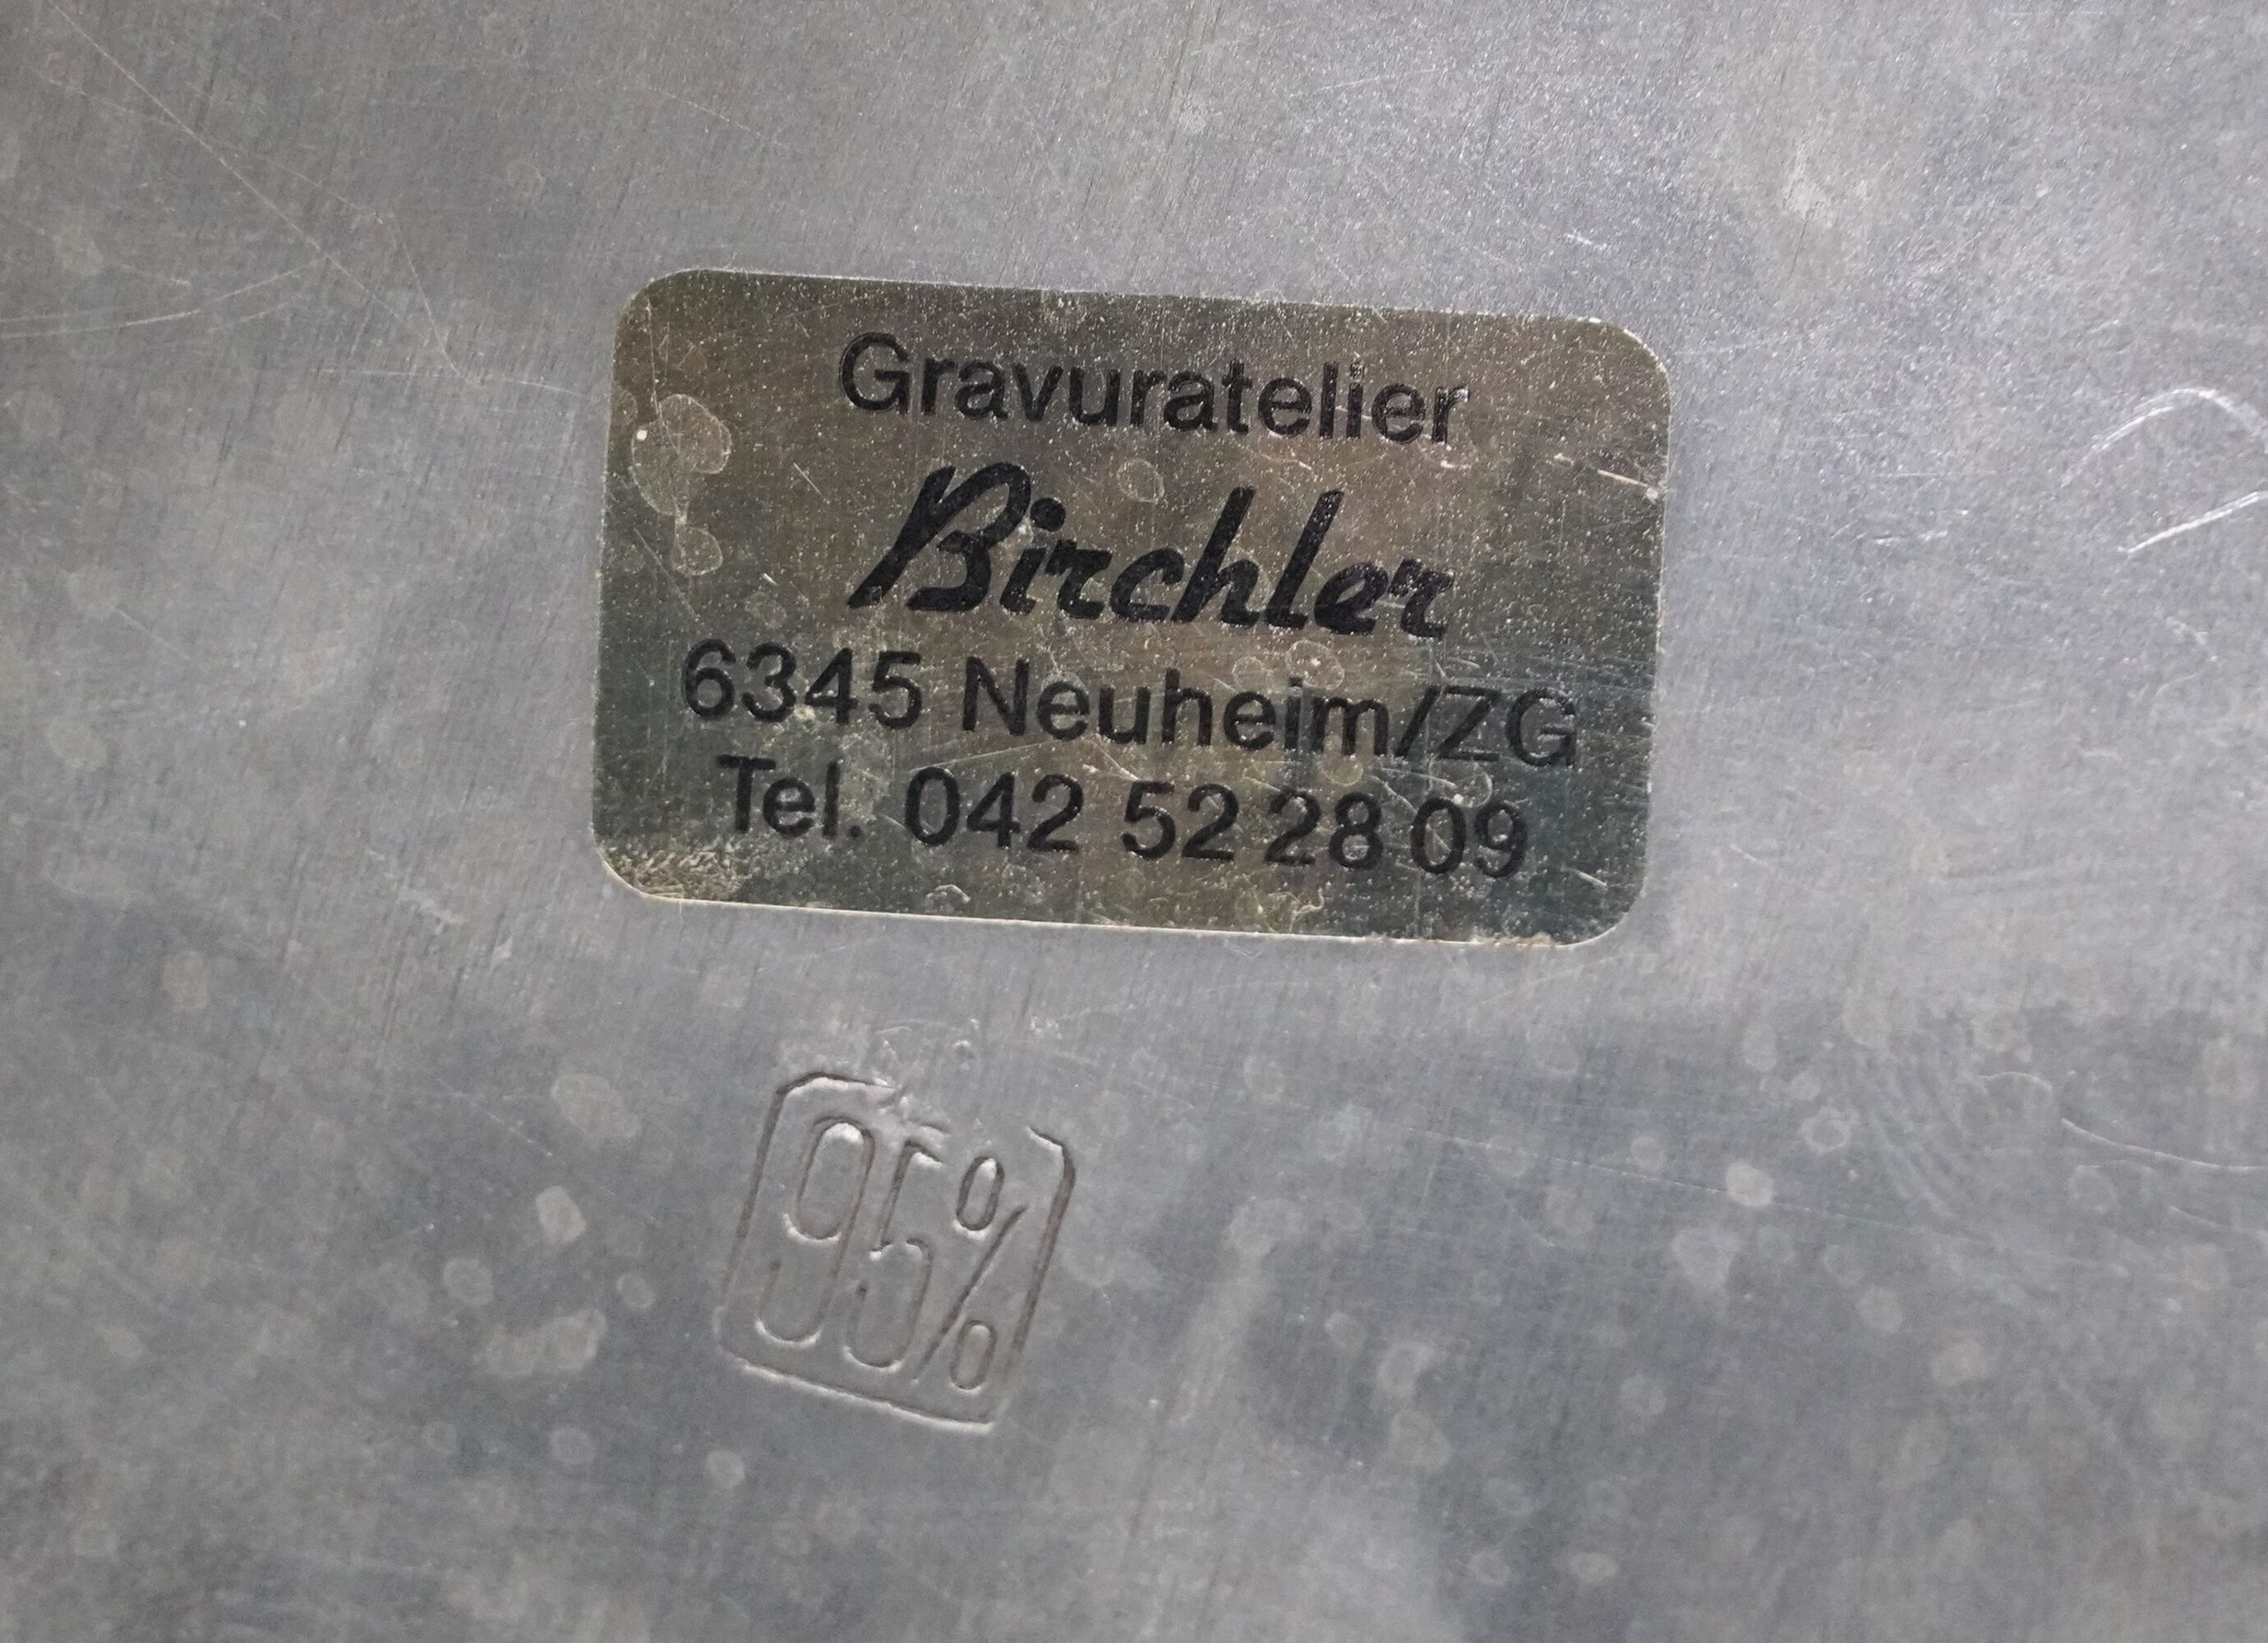 Gravuratelier
Birchler
6345 Neuheim/ZG
Tel. 042 52 28 09
95%